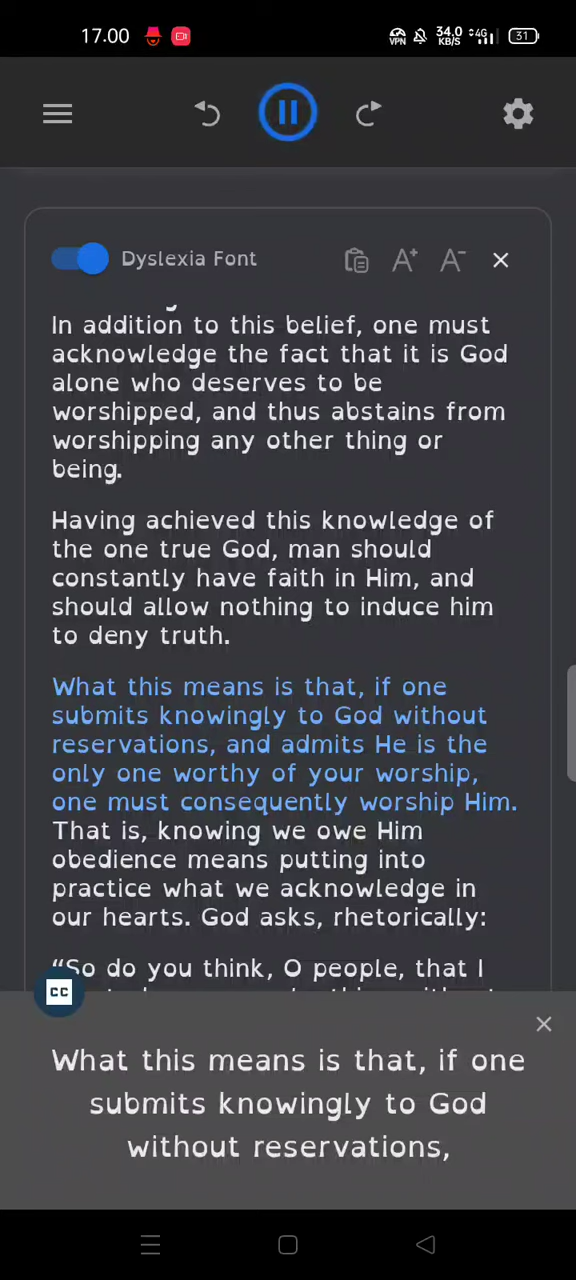 17.00
VPN 34.0 KB/S 4G 31
Dyslexia Font A+ A-
In addition to this belief, one must
acknowledge the fact that it is God
alone who deserves to be
worshipped, and thus abstains from
worshipping any other thing or
being.
Having achieved this knowledge of
the one true God, man should
constantly have faith in Him, and
should allow nothing to induce him
to deny truth.
What this means is that, if one
submits knowingly to God without
reservations, and admits He is the
only one worthy of your worship,
one must consequently worship Him.
That is, knowing we owe Him
obedience means putting into
practice what we acknowledge in
our hearts. God asks, rhetorically:
“So do you think, O people, that I
CC
What this means is that, if one
submits knowingly to God
without reservations,